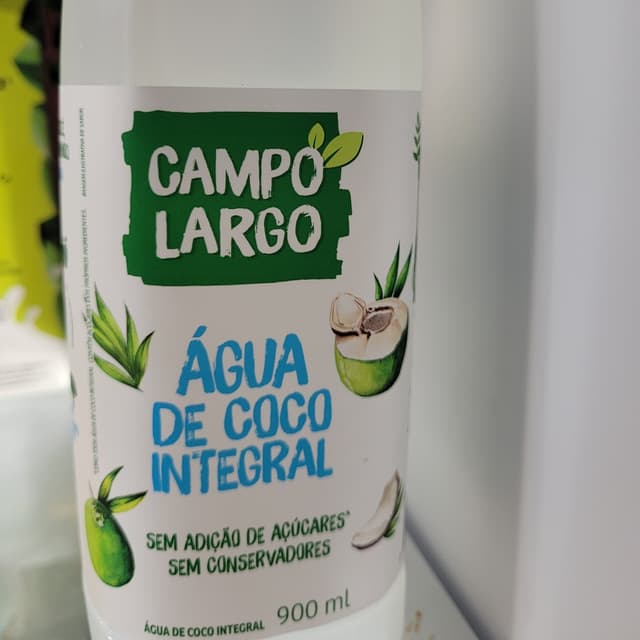 CAMPO
LARGO
ÁGUA
DE COCO
INTEGRAL
SEM ADIÇÃO DE AÇÚCARES*
SEM CONSERVADORES
ÁGUA DE COCO INTEGRAL 900 ml